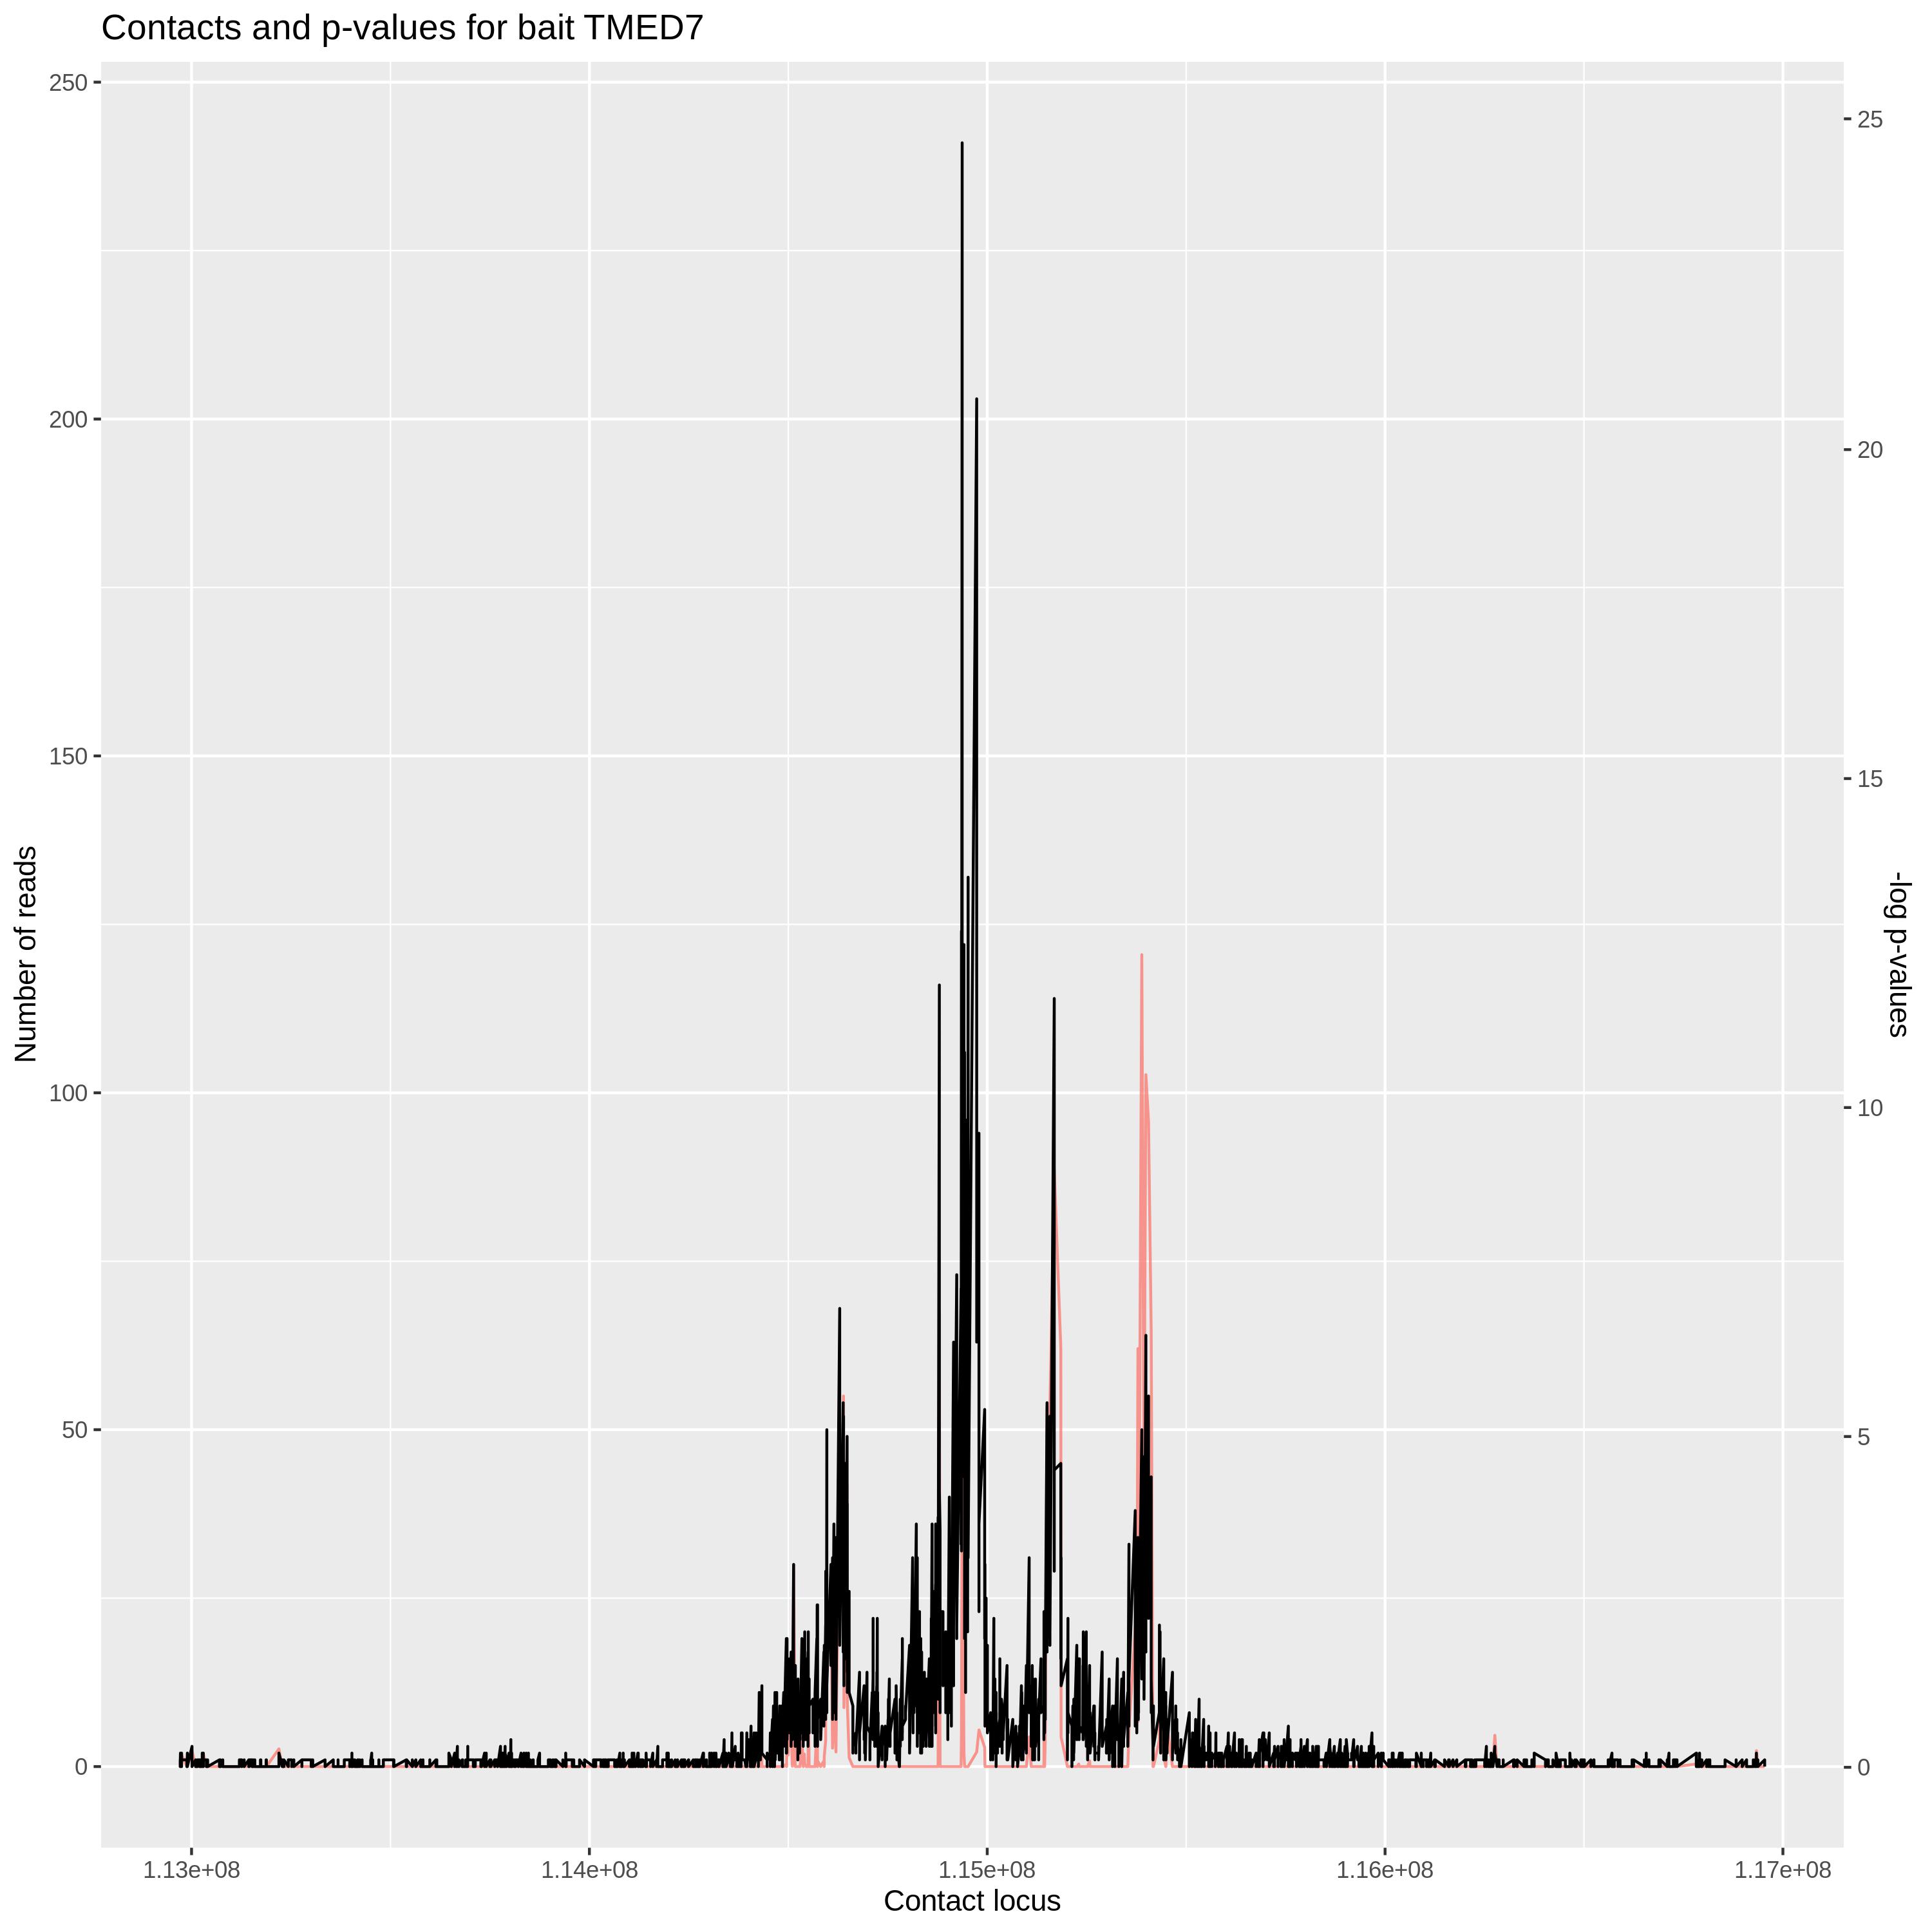 Contacts and p-values for bait TMED7
250
200
150
100
50
0
Number of reads
25
20
15
10
5
0
-log p-values
1.13e+08 1.14e+08 1.15e+08 1.16e+08 1.17e+08
Contact locus